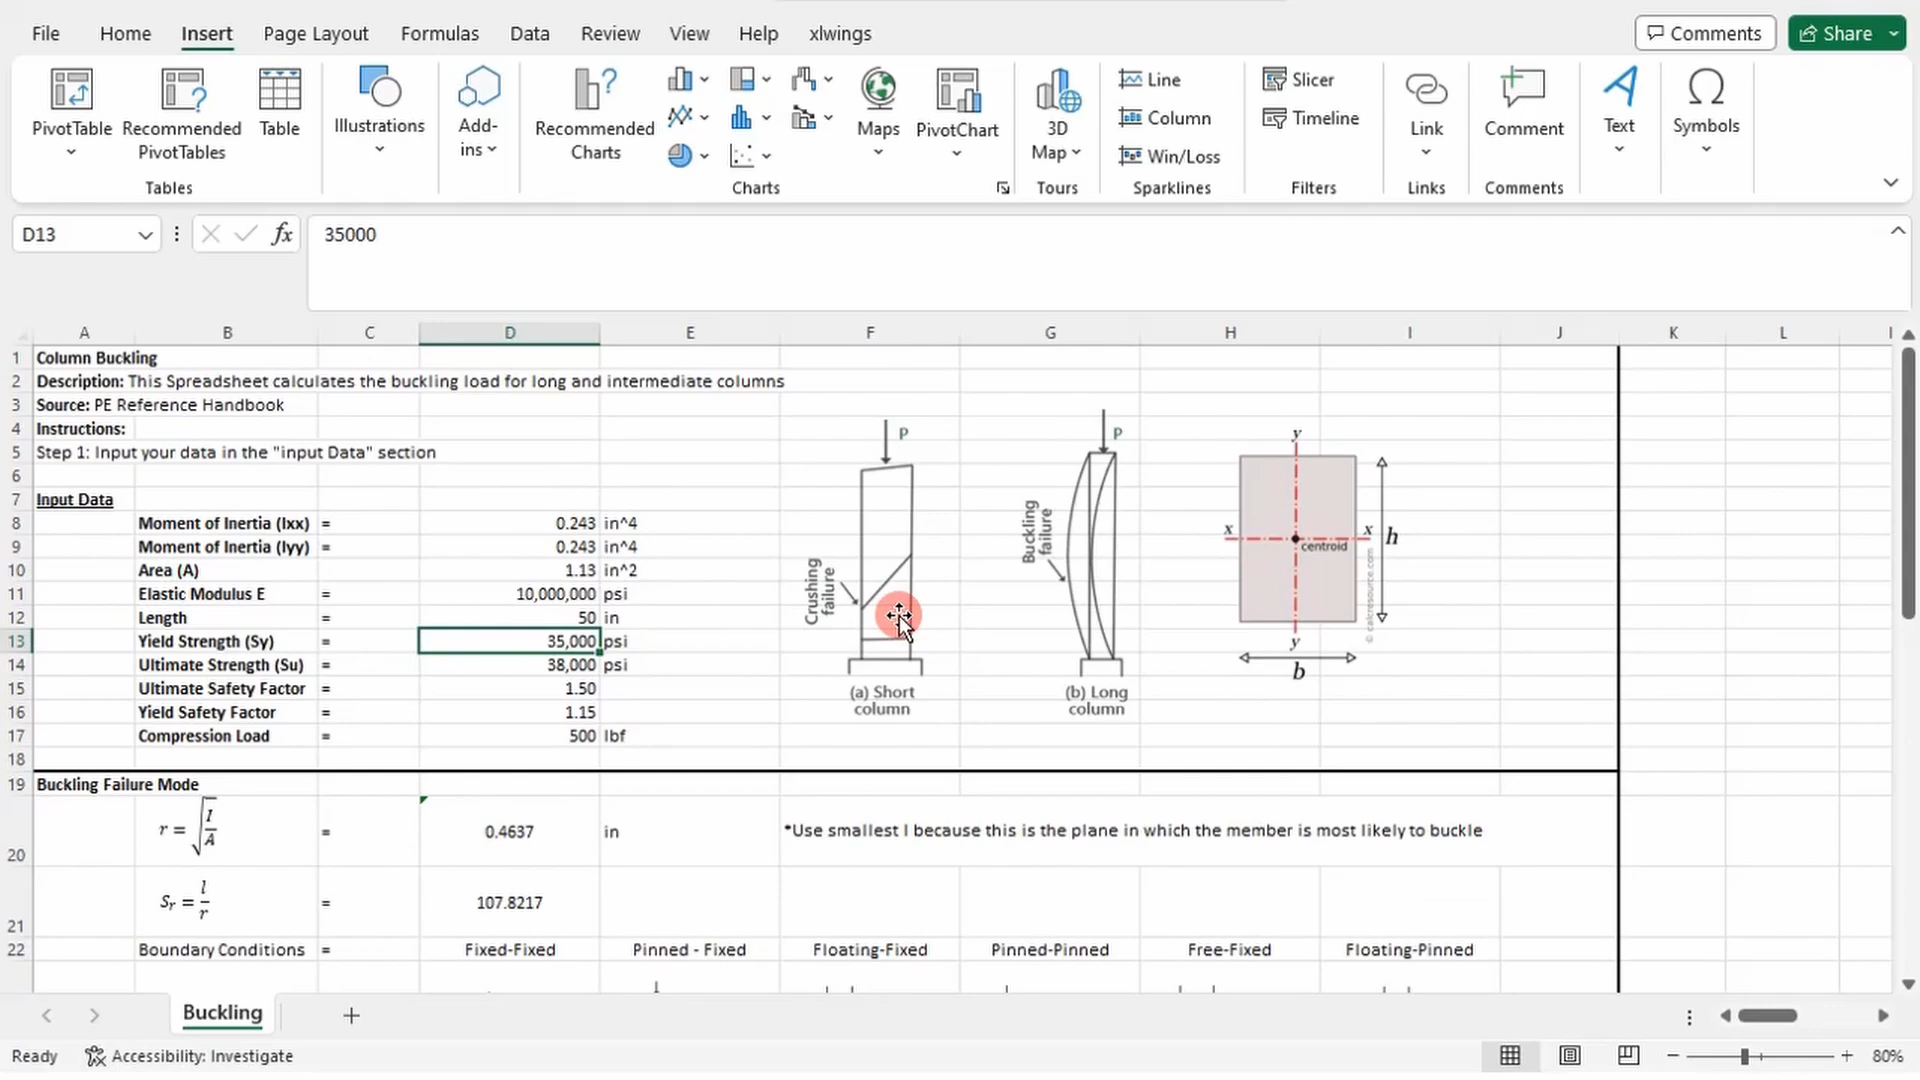 File Home Insert Page Layout Formulas Data Review View Help xlwings Comments Share
PivotTable
Recommended PivotTables
Table
Illustrations
Add-ins
Recommended Charts
Maps
PivotChart
3D Map
Line
Column
Win/Loss
Slicer
Timeline
Link
Comment
Text
Symbols
Tables Charts Tours Sparklines Filters Links Comments
D13 fx 35000
A B C D E F G H I J K L
1 Column Buckling
2 Description: This Spreadsheet calculates the buckling load for long and intermediate columns
3 Source: PE Reference Handbook
4 Instructions:
5 Step 1: Input your data in the "input Data" section
6
7 Input Data
8 Moment of Inertia (Ixx) = 0.243 in^4
9 Moment of Inertia (Iyy) = 0.243 in^4
10 Area (A) = 1.13 in^2
11 Elastic Modulus E = 10,000,000 psi
12 Length = 50 in
13 Yield Strength (Sy) = 35,000 psi
14 Ultimate Strength (Su) = 38,000 psi
15 Ultimate Safety Factor = 1.50
16 Yield Safety Factor = 1.15
17 Compression Load = 500 lbf
18
P
Crushing failure
(a) Short
column
P
Buckling failure
(b) Long
column
y
x x
centroid
h
y
b
© calcresource.com
19 Buckling Failure Mode
20 r = √I/A = 0.4637 in *Use smallest I because this is the plane in which the member is most likely to buckle
21 Sr = l/r = 107.8217
22 Boundary Conditions = Fixed-Fixed Pinned - Fixed Floating-Fixed Pinned-Pinned Free-Fixed Floating-Pinned
Buckling
Ready Accessibility: Investigate 80%